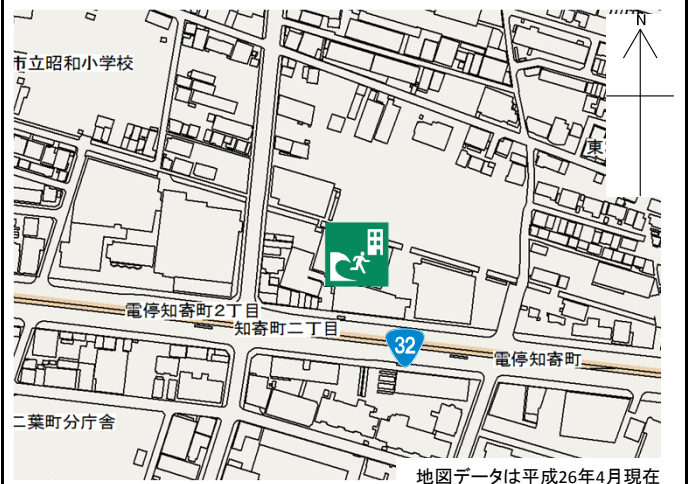 N
市立昭和小学校
東
電停知寄町2丁目
知寄町二丁目
32
電停知寄町
二葉町分庁舎
地図データは平成26年4月現在